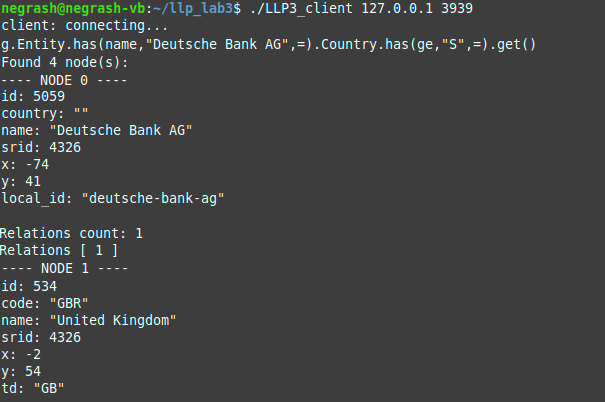 negrash@negrash-vb:~/llp_lab3$ ./LLP3_client 127.0.0.1 3939
client: connecting...
g.Entity.has(name,"Deutsche Bank AG",=).Country.has(ge,"S",=).get()
Found 4 node(s):
---- NODE 0 ----
id: 5059
country: ""
name: "Deutsche Bank AG"
srid: 4326
x: -74
y: 41
local_id: "deutsche-bank-ag"
Relations count: 1
Relations [ 1 ]
---- NODE 1 ----
id: 534
code: "GBR"
name: "United Kingdom"
srid: 4326
x: -2
y: 54
td: "GB"